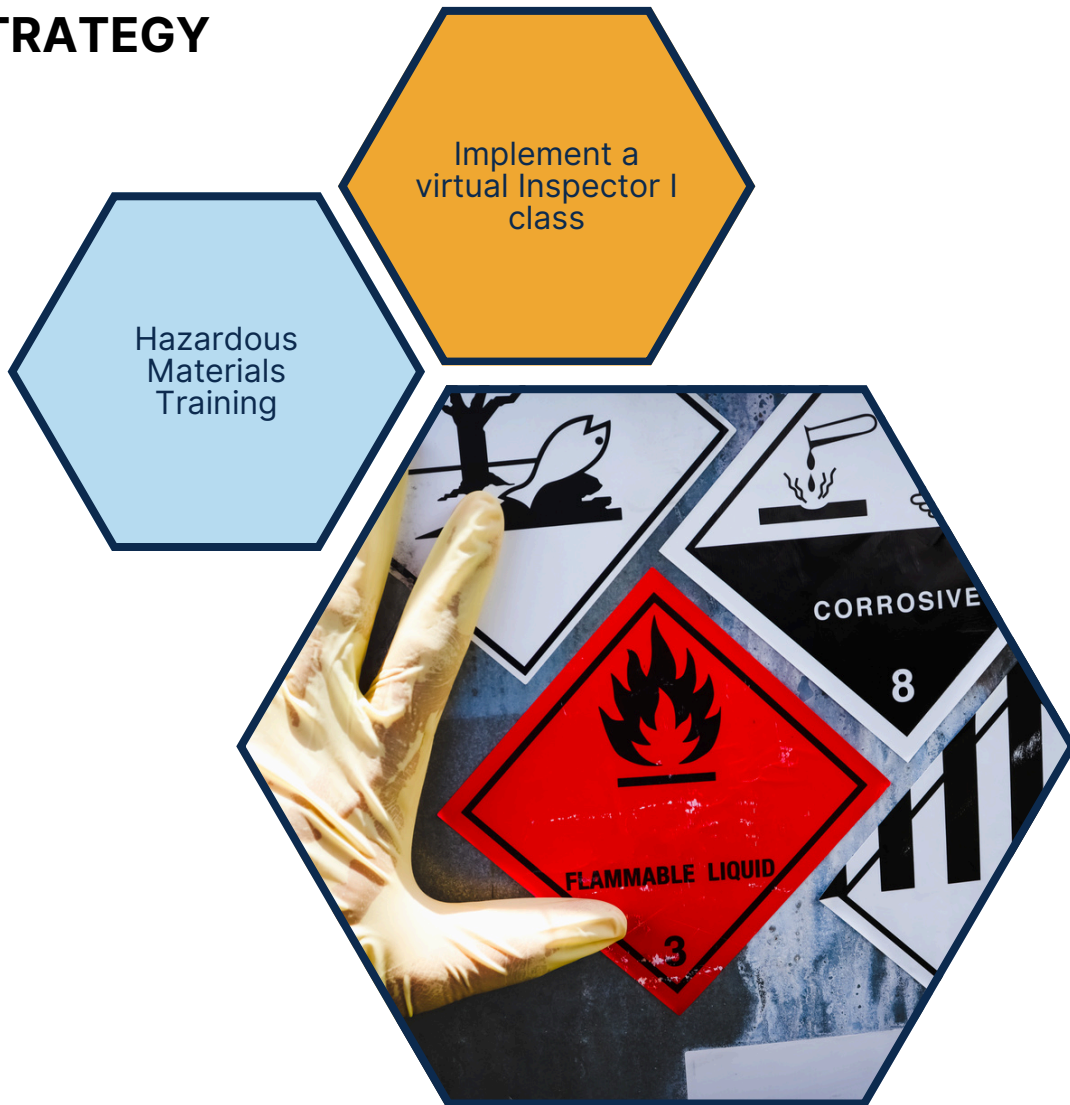 TRATEGY
Implement a
virtual Inspector I
class
Hazardous
Materials
Training
CORROSIVE
8
FLAMMABLE LIQUID
3